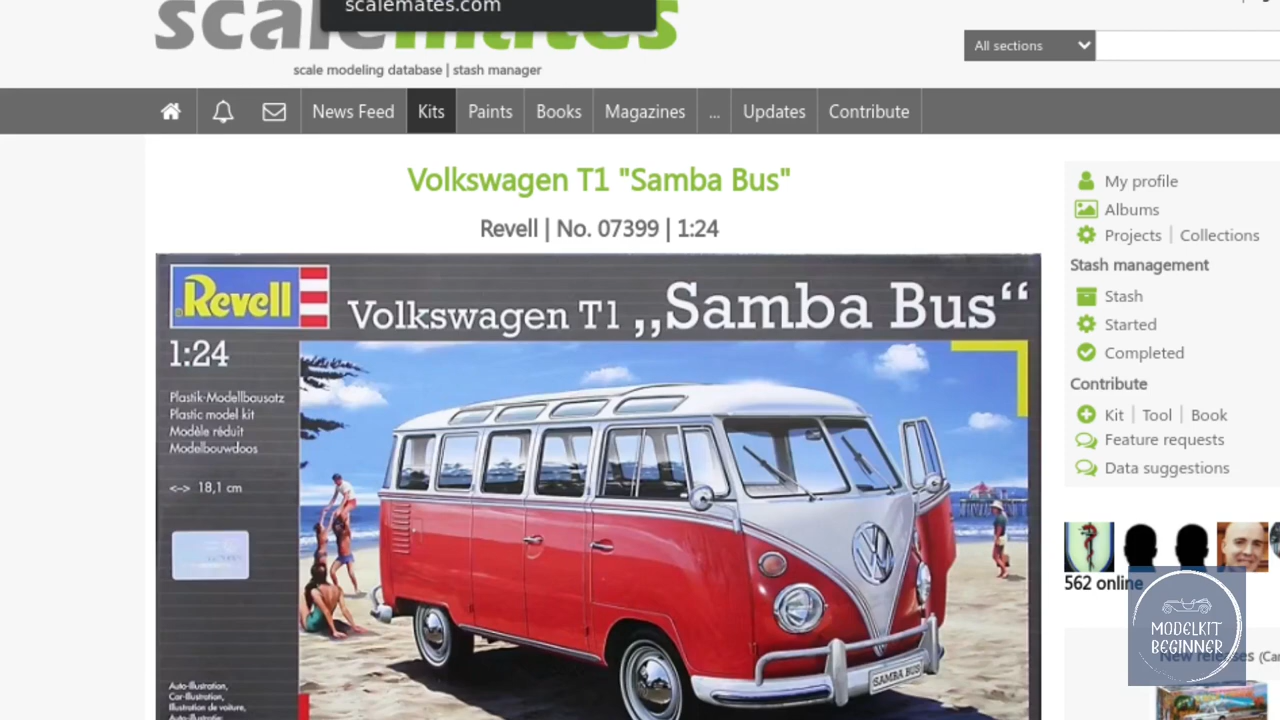 scalemates.com
scalemates
scale modeling database | stash manager
All sections
News Feed
Kits
Paints
Books
Magazines
...
Updates
Contribute
Volkswagen T1 "Samba Bus"
Revell | No. 07399 | 1:24
Revell
Volkswagen T1 „Samba Bus“
1:24
Plastik-Modellbausatz
Plastic model kit
Modèle réduit
Modelbouwdoos
<-> 18,1 cm
SAMBA BUS
Auto-Illustration,
Car-Illustration,
Illustration de voiture,
Auto-illustratie:
My profile
Albums
Projects | Collections
Stash management
Stash
Started
Completed
Contribute
Kit | Tool | Book
Feature requests
Data suggestions
562 online
MODELKIT
BEGINNER
New releases